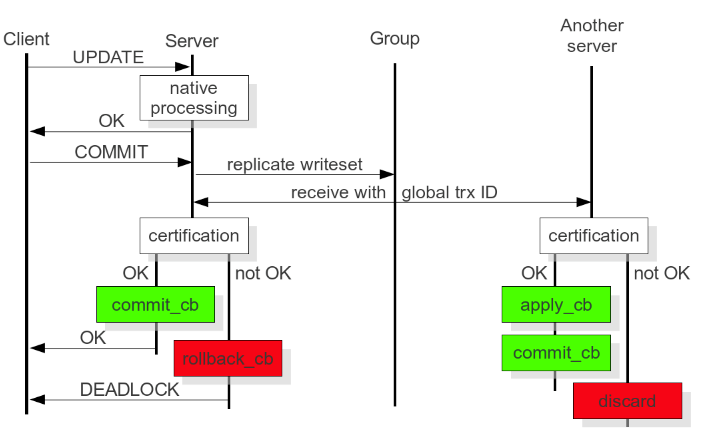 Client
Server
Group
Another
server
UPDATE
native
processing
OK
COMMIT
replicate writeset
receive with global trx ID
certification
certification
OK
not OK
OK
not OK
commit_cb
apply_cb
OK
rollback_cb
commit_cb
DEADLOCK
discard